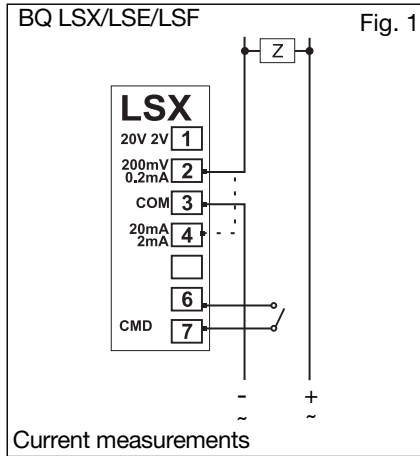 BQ LSX/LSE/LSF
Fig. 1
Z
LSX
20V 2V 1
200mV 2
0.2mA
COM 3
20mA 4
2mA
6
CMD 7
- +
~ ~
Current measurements